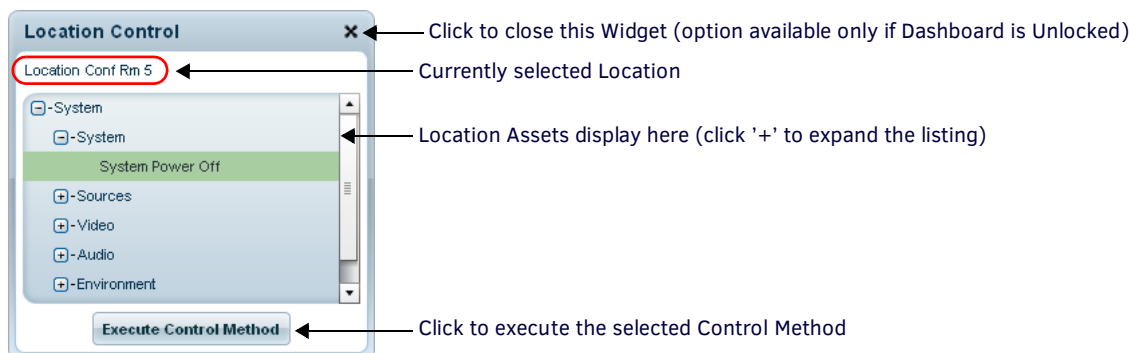 Location Control
Click to close this Widget (option available only if Dashboard is Unlocked)
Location Conf Rm 5
Currently selected Location
-System
-System
Location Assets display here (click '+' to expand the listing)
System Power Off
-Sources
-Video
-Audio
-Environment
Execute Control Method
Click to execute the selected Control Method